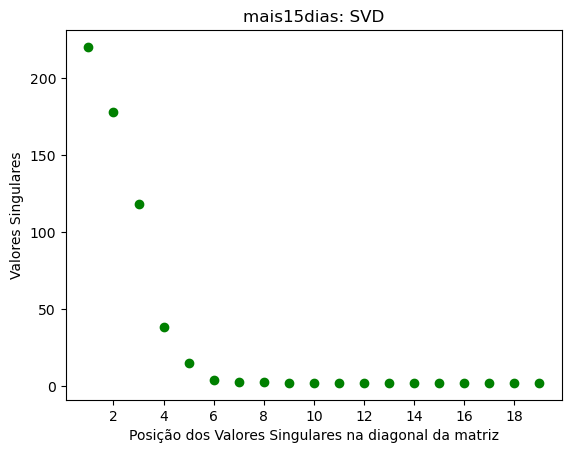 mais15dias: SVD
Valores Singulares
200
150
100
50
0
2 4 6 8 10 12 14 16 18
Posição dos Valores Singulares na diagonal da matriz